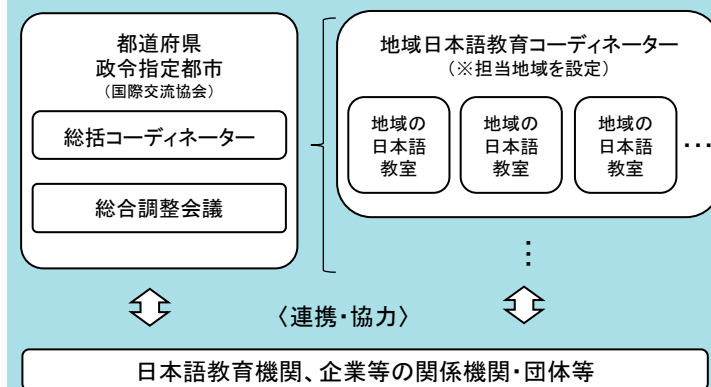 都道府県
政令指定都市
（国際交流協会）
総括コーディネーター
総合調整会議
地域日本語教育コーディネーター
（※担当地域を設定）
地域の
日本語
教室
地域の
日本語
教室
地域の
日本語
教室
…
⋮
〈連携・協力〉
日本語教育機関、企業等の関係機関・団体等